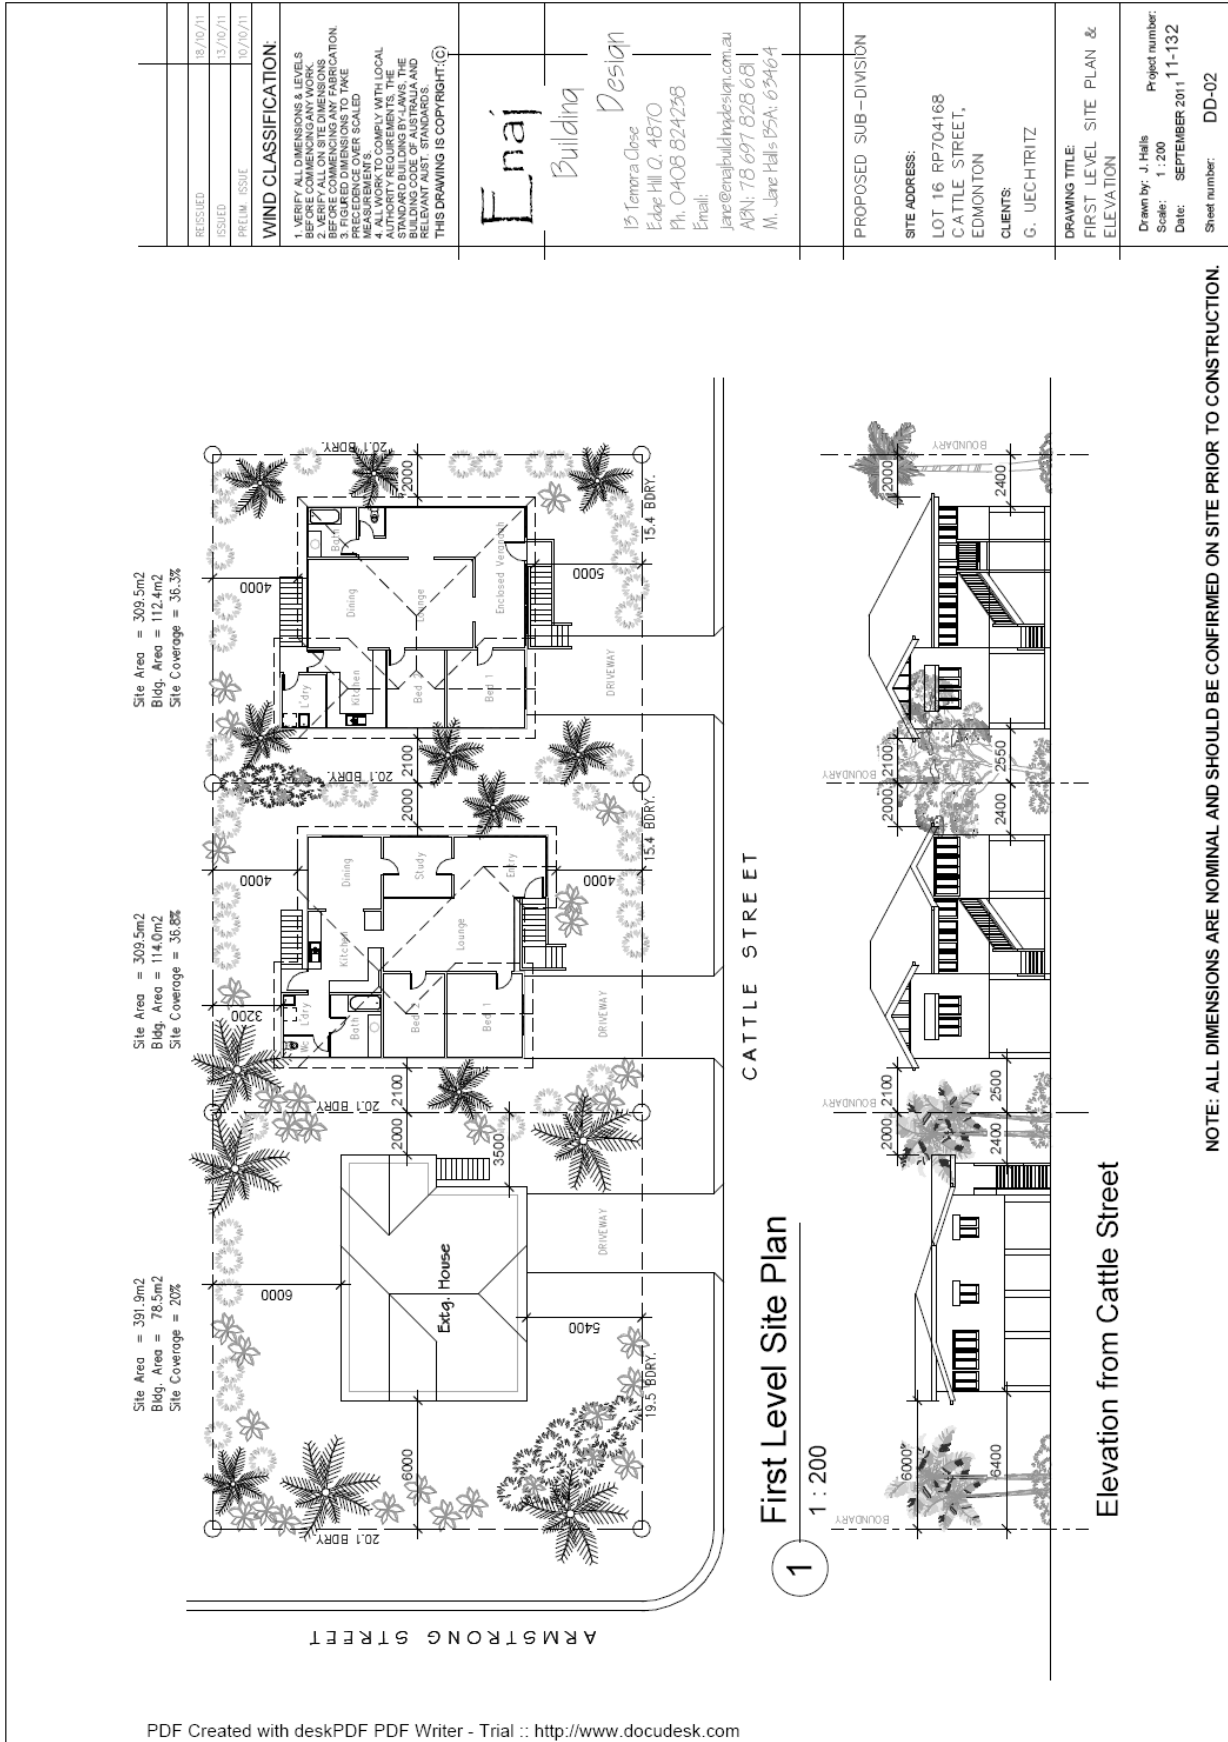 Site Area = 391.9m2
Bldg. Area = 78.5m2
Site Coverage = 20%
Site Area = 309.5m2
Bldg. Area = 114.0m2
Site Coverage = 36.8%
Site Area = 309.5m2
Bldg. Area = 112.4m2
Site Coverage = 36.3%
ARMSTRONG STREET
20.1 BDRY.
6000
6000
Extg. House
5400
19.5 BDRY.
DRIVEWAY
2000
3500
20.1 BDRY
2100
3200
4000
Wc
L'dry
Bath
Kitchen
Dining
Bed 2
Study
Bed 1
Lounge
Entry
4000
DRIVEWAY
15.4 BDRY.
2000
20.1 BDRY.
2100
4000
L'dry
Kitchen
Dining
Bath
Bed 2
Lounge
Bed 1
Enclosed Verandah
5000
DRIVEWAY
15.4 BDRY.
2000
20.1 BDRY.
CATTLE STREET
1
First Level Site Plan
1 : 200
BOUNDARY
6000
6400
BOUNDARY
2000
2100
2400
2500
BOUNDARY
2000
2100
2400
2550
BOUNDARY
2000
2400
Elevation from Cattle Street
NOTE: ALL DIMENSIONS ARE NOMINAL AND SHOULD BE CONFIRMED ON SITE PRIOR TO CONSTRUCTION.
REISSUED 18/10/11
ISSUED 13/10/11
PRELIM. ISSUE 10/10/11
WIND CLASSIFICATION:
1. VERIFY ALL DIMENSIONS & LEVELS
BEFORE COMMENCING ANY WORK.
2. VERIFY ALL ON SITE DIMENSIONS
BEFORE COMMENCING ANY FABRICATION.
3. FIGURED DIMENSIONS TO TAKE
PRECEDENCE OVER SCALED
MEASUREMENTS.
4. ALL WORK TO COMPLY WITH LOCAL
AUTHORITY REQUIREMENTS, THE
STANDARD BUILDING BY-LAWS, THE
BUILDING CODE OF AUSTRALIA, AND
RELEVANT AUST. STANDARDS.
THIS DRAWING IS COPYRIGHT:(C)
Enaj
Building
Design
13 Temora Close
Edge Hill Q. 4870
Ph. 0408 824238
Email:
jane@enajbuildingdesign.com.au
ABN: 78 697 828 681
M. Jane Halls BSA: 63464
PROPOSED SUB-DIVISION
SITE ADDRESS:
LOT 16 RP704168
CATTLE STREET,
EDMONTON
CLIENTS:
G. UECHTRITZ
DRAWING TITLE:
FIRST LEVEL SITE PLAN &
ELEVATION
Drawn by: J. Halls
Project number:
Scale: 1 : 200
Date: SEPTEMBER 2011
11-132
Sheet number: DD-02
PDF Created with deskPDF PDF Writer - Trial :: http://www.docudesk.com